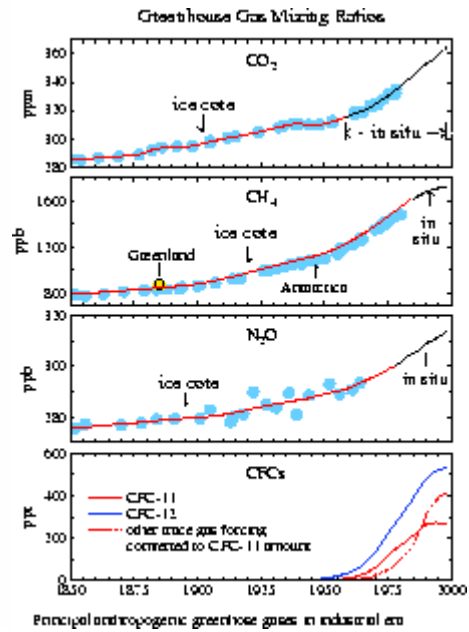 Greenhouse Gas Mixing Ratios
CO2
ppm
360
340
320
300
280
ice core
|< - in situ ->|
CH4
ppb
1600
1200
800
ice core
Greenland
Antarctica
in
situ
N2O
ppb
300
280
ice core
in situ
CFCs
ppt
600
400
200
0
CFC-11
CFC-12
other trace gas forcing
converted to CFC-11 amount
1850 1875 1900 1925 1950 1975 2000
Principal anthropogenic greenhouse gases in industrial era